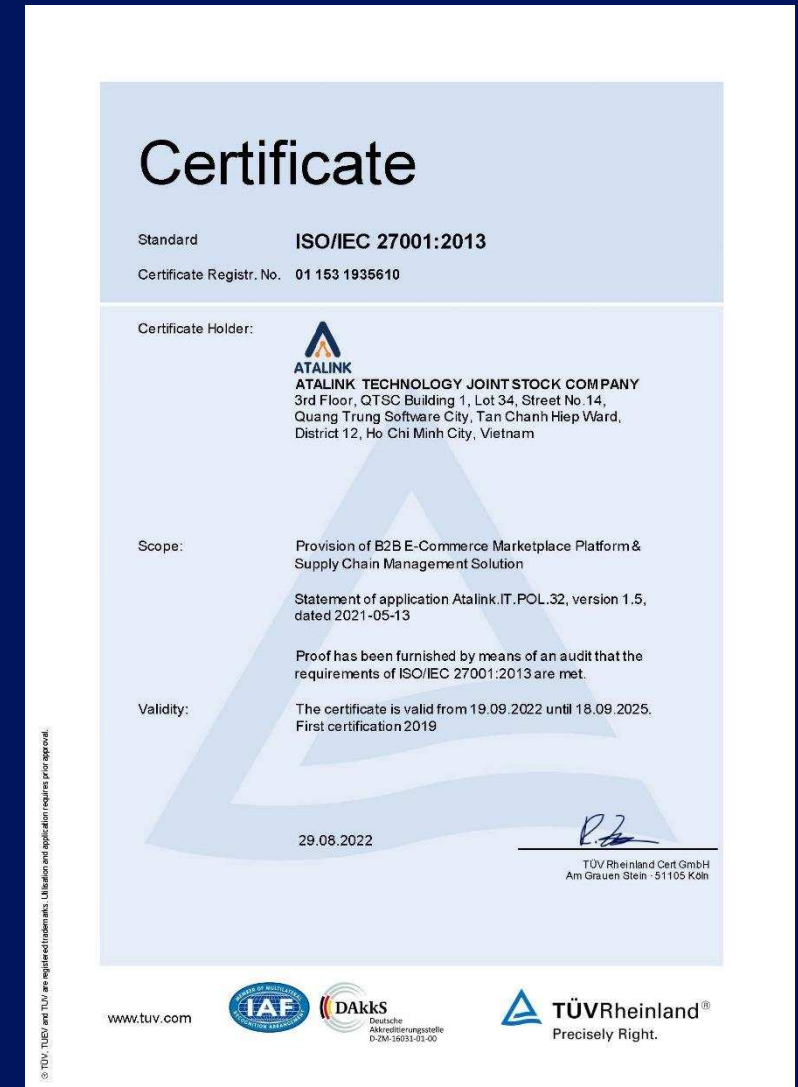 Certificate
Standard ISO/IEC 27001:2013
Certificate Registr. No. 01 153 1935610
Certificate Holder:
ATALINK
ATALINK TECHNOLOGY JOINT STOCK COMPANY
3rd Floor, QTSC Building 1, Lot 34, Street No.14,
Quang Trung Software City, Tan Chanh Hiep Ward,
District 12, Ho Chi Minh City, Vietnam
Scope: Provision of B2B E-Commerce Marketplace Platform &
Supply Chain Management Solution
Statement of application Atalink.IT.POL.32, version 1.5,
dated 2021-05-13
Proof has been furnished by means of an audit that the
requirements of ISO/IEC 27001:2013 are met.
Validity: The certificate is valid from 19.09.2022 until 18.09.2025.
First certification 2019
29.08.2022
TÜV Rheinland Cert GmbH
Am Grauen Stein · 51105 Köln
® TÜV, TUEV and TUV are registered trademarks. Utilisation and application requires prior approval.
www.tuv.com
MEMBER OF MULTILATERAL
IAF
RECOGNITION ARRANGEMENT
DAkkS
Deutsche
Akkreditierungsstelle
D-ZM-16031-01-00
TÜVRheinland®
Precisely Right.